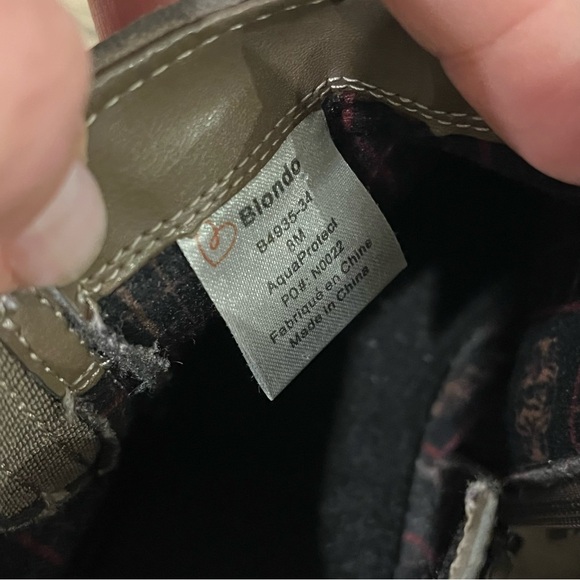 Blondo
B4935-34
8M
AquaProtect
PO#: N0022
Fabriqué en Chine
Made in China